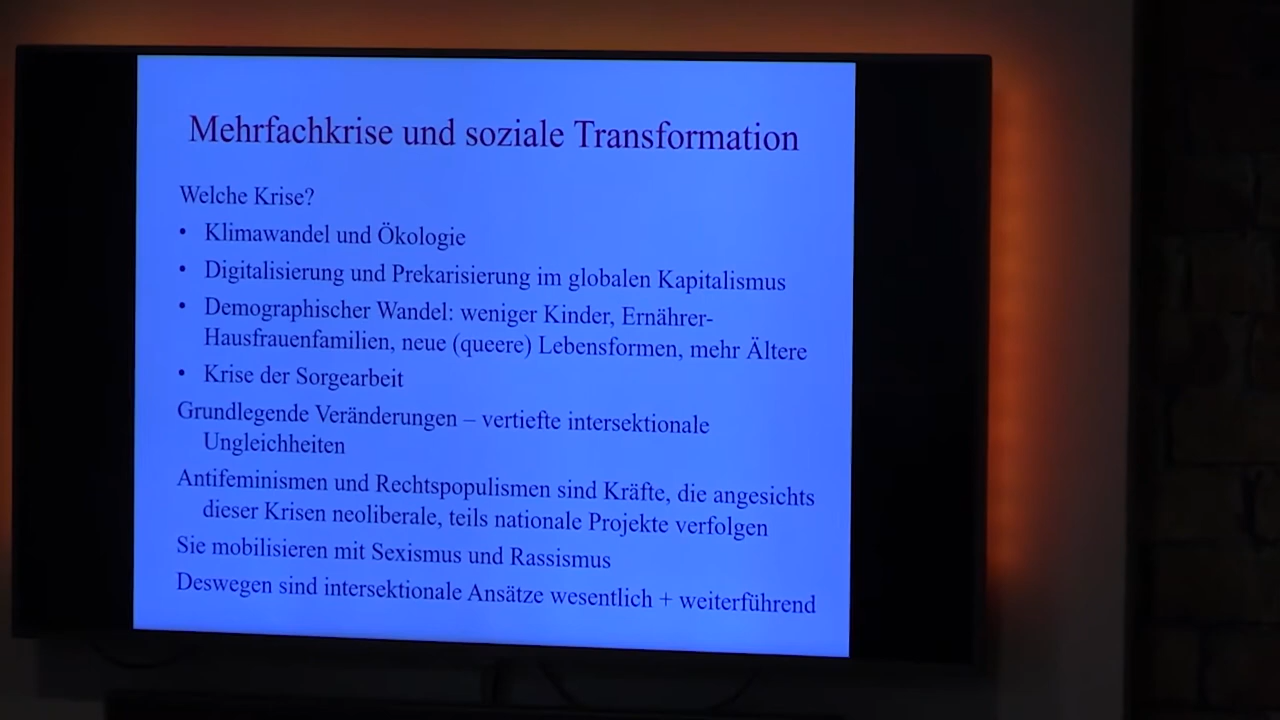 Mehrfachkrise und soziale Transformation
Welche Krise?
• Klimawandel und Ökologie
• Digitalisierung und Prekarisierung im globalen Kapitalismus
• Demographischer Wandel: weniger Kinder, Ernährer-
Hausfrauenfamilien, neue (queere) Lebensformen, mehr Ältere
• Krise der Sorgearbeit
Grundlegende Veränderungen – vertiefte intersektionale
Ungleichheiten
Antifeminismen und Rechtspopulismen sind Kräfte, die angesichts
dieser Krisen neoliberale, teils nationale Projekte verfolgen
Sie mobilisieren mit Sexismus und Rassismus
Deswegen sind intersektionale Ansätze wesentlich + weiterführend